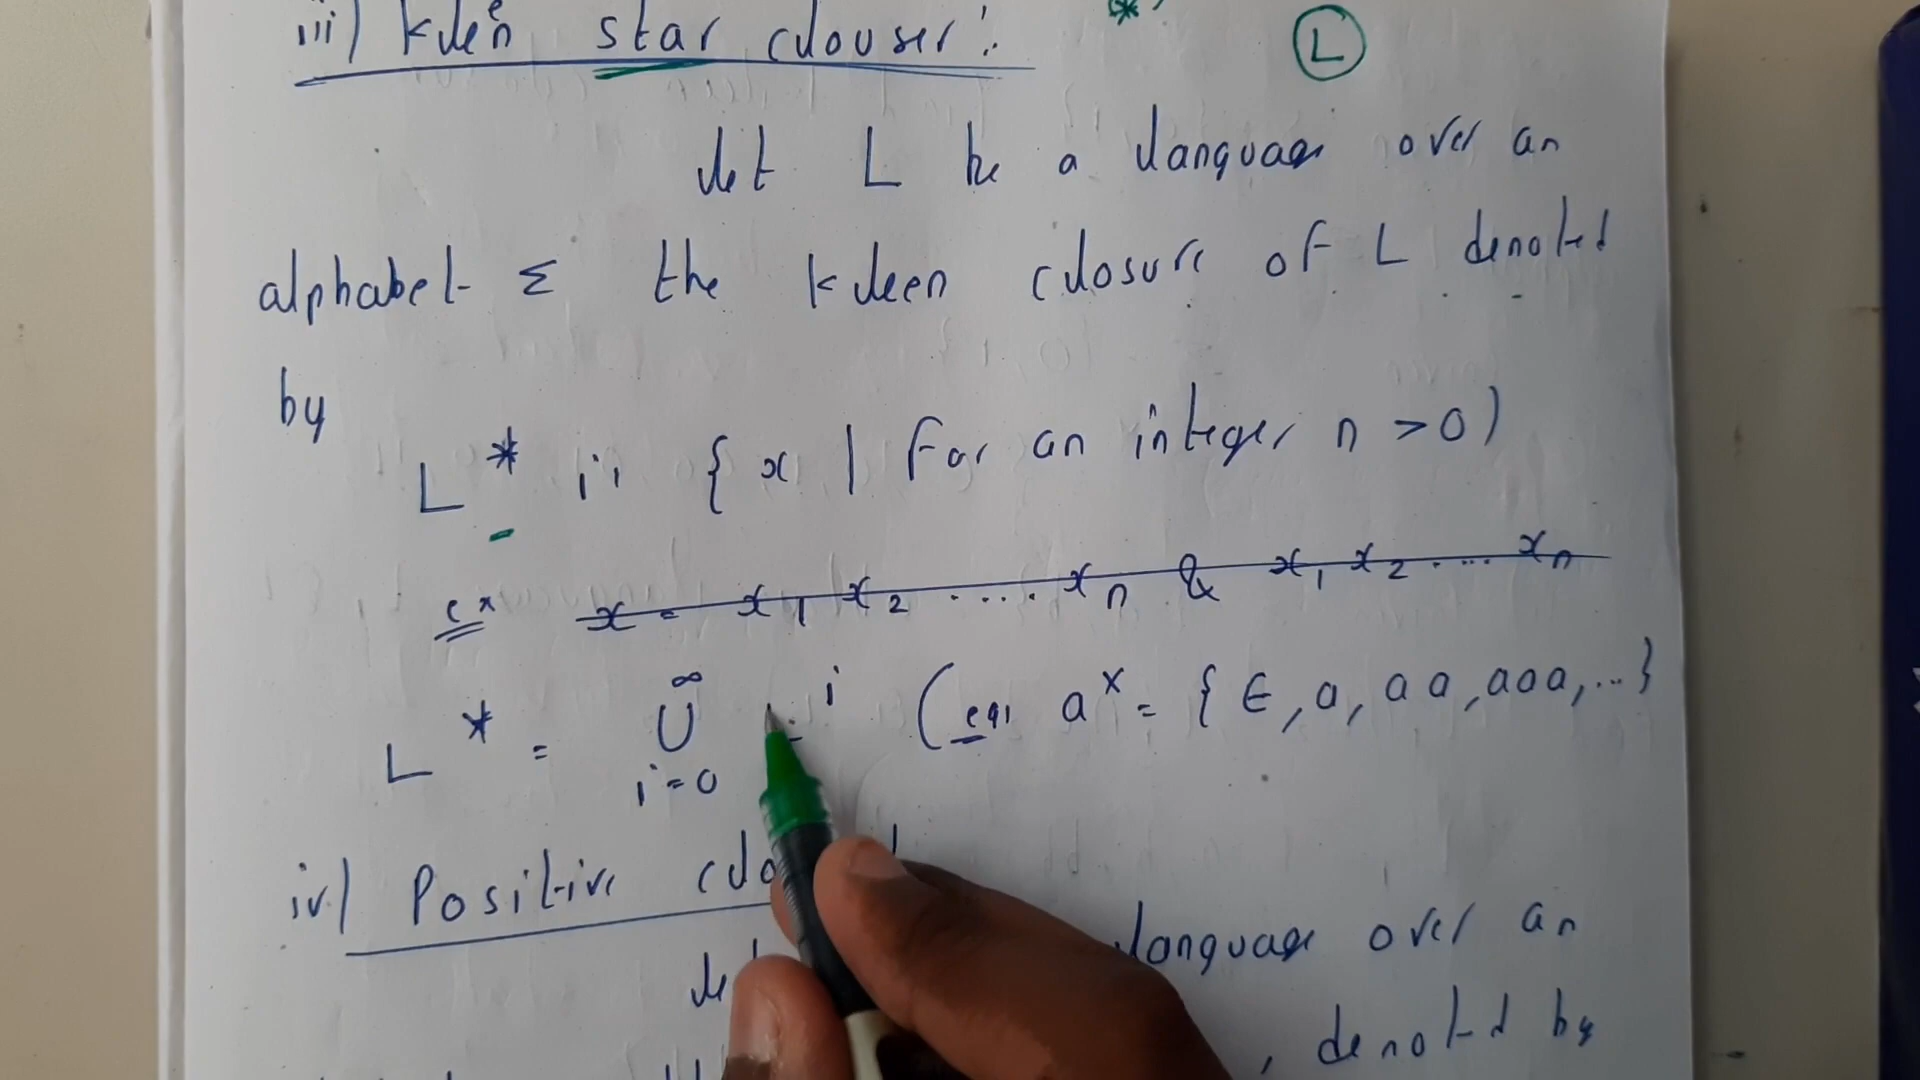 iii) Kleen star clouser:
*
L
Let L be a language over an
alphabet Σ the kleen closure of L denoted
by
L* is { x | For an integer n > 0)
ex x = x1 x2 .... xn & x1 x2 .... xn
L* = ∞ ∪ i=0 L^i (eg: a^x = { ∈, a, aa, aaa, ... }
iv) Positive
language over an
, denoted by